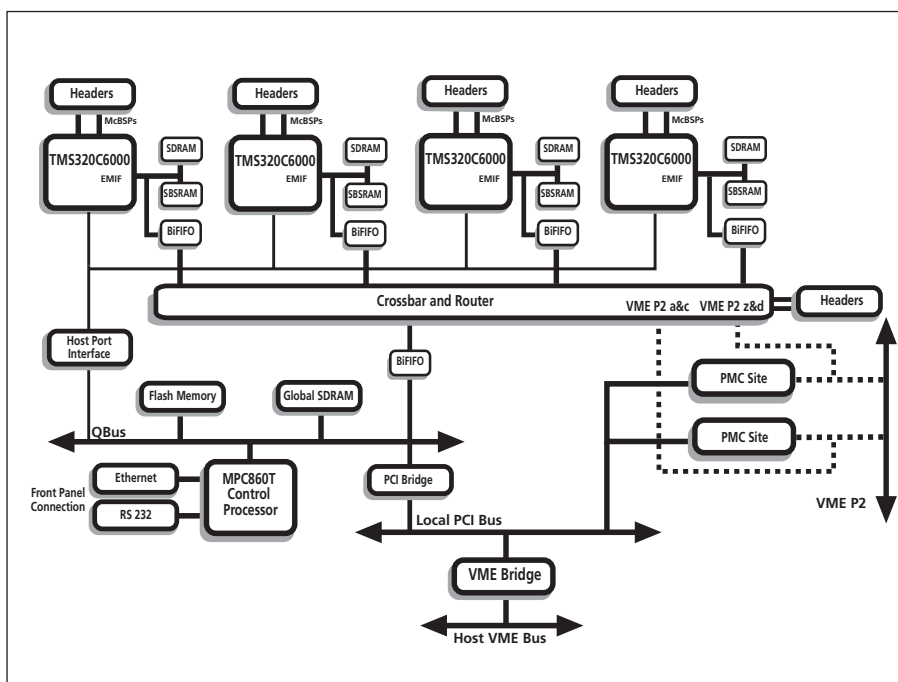 Headers
Headers
Headers
Headers
McBSPs
McBSPs
McBSPs
McBSPs
TMS320C6000
EMIF
SDRAM
SBSRAM
BiFIFO
TMS320C6000
EMIF
SDRAM
SBSRAM
BiFIFO
TMS320C6000
EMIF
SDRAM
SBSRAM
BiFIFO
TMS320C6000
EMIF
SDRAM
SBSRAM
BiFIFO
Crossbar and Router
VME P2 a&c
VME P2 z&d
Headers
Host Port
Interface
BiFIFO
Flash Memory
Global SDRAM
PMC Site
PMC Site
QBus
Front Panel
Connection
Ethernet
RS 232
MPC860T
Control
Processor
PCI Bridge
VME P2
Local PCI Bus
VME Bridge
Host VME Bus